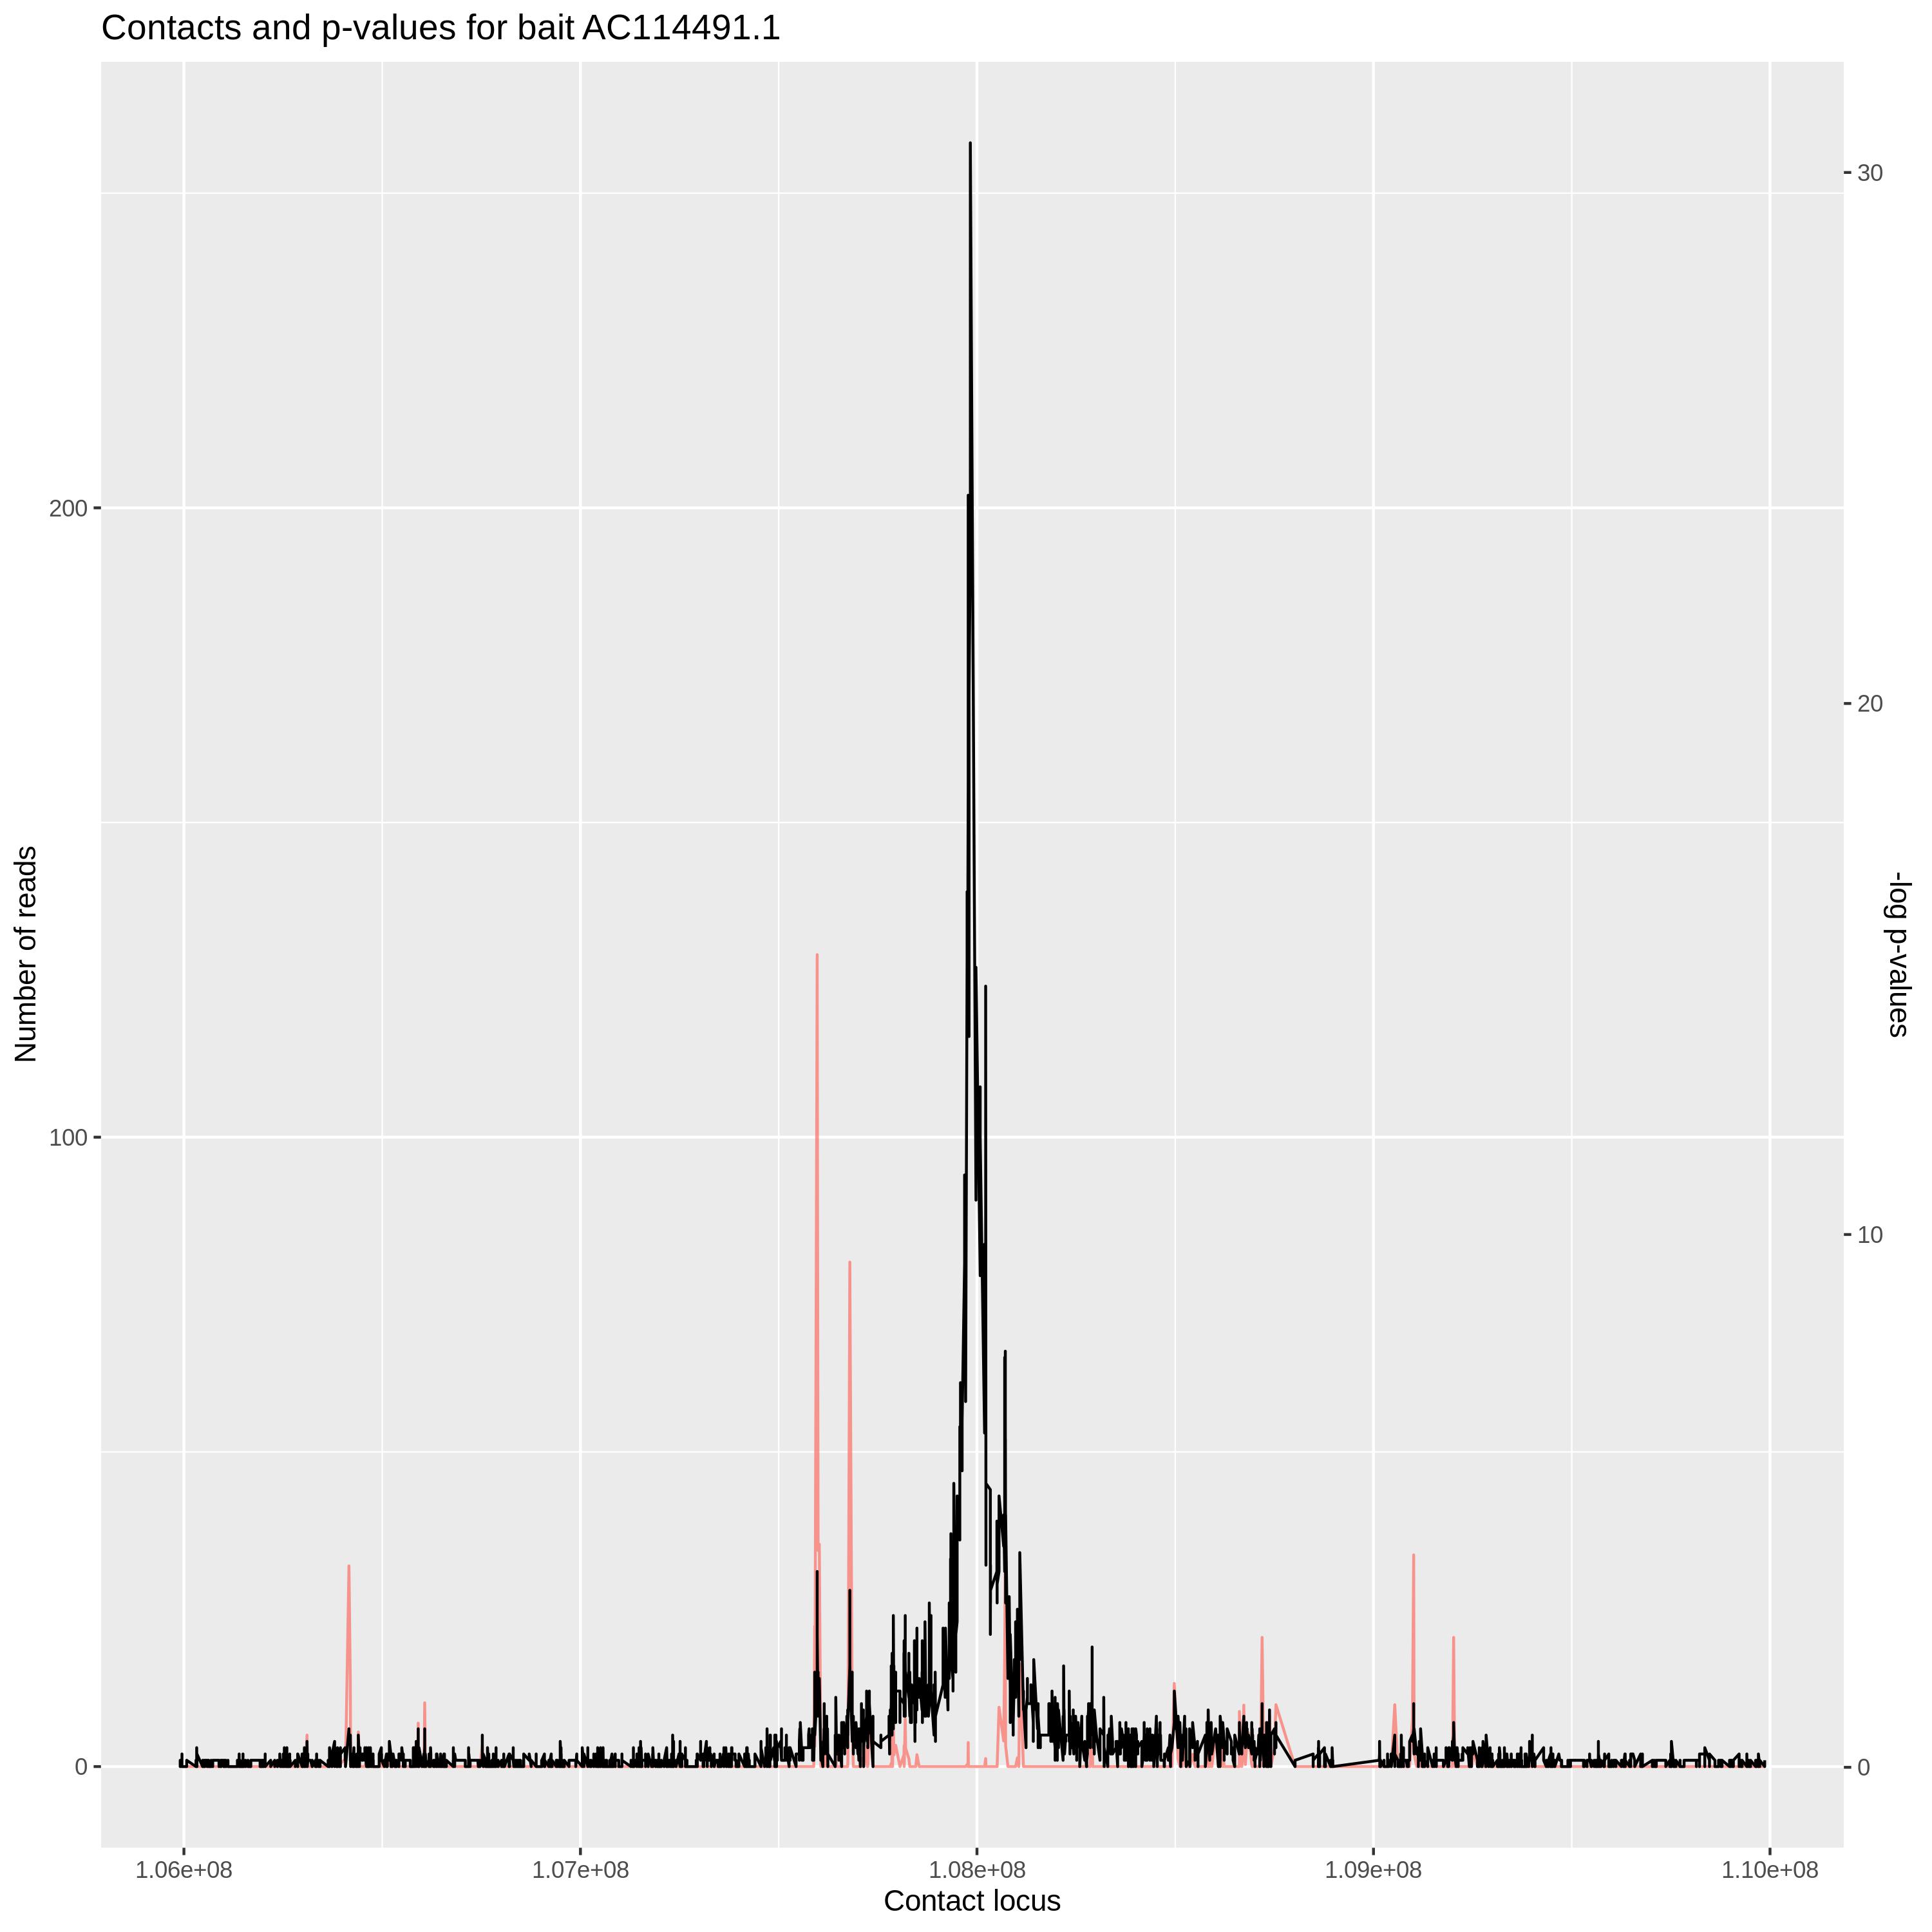 Contacts and p-values for bait AC114491.1
30
200
20
Number of reads
-log p-values
100
10
0
0
1.06e+08
1.07e+08
1.08e+08
1.09e+08
1.10e+08
Contact locus